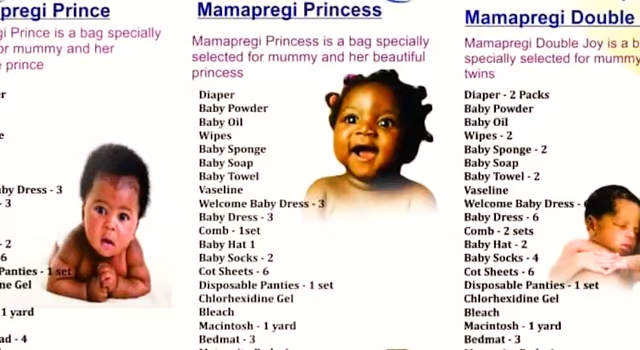 pregi Prince
gi Prince is a bag specially
or mummy and her
prince
aby Dress - 3
- 3
- 2
6
Panties - 1 set
ne Gel
1 yard
ad - 4
Mamapregi Princess
Mamapregi Princess is a bag specially
selected for mummy and her beautiful
princess
Diaper
Baby Powder
Baby Oil
Wipes
Baby Sponge
Baby Soap
Baby Towel
Vaseline
Welcome Baby Dress - 3
Baby Dress - 3
Comb - 1set
Baby Hat 1
Baby Socks - 2
Cot Sheets - 6
Disposable Panties - 1 set
Chlorhexidine Gel
Bleach
Macintosh - 1 yard
Bedmat - 3
Mamapregi Double
Mamapregi Double Joy is a b
specially selected for mummy
twins
Diaper - 2 Packs
Baby Powder
Baby Oil
Wipes - 2
Baby Sponge - 2
Baby Soap
Baby Towel - 2
Vaseline
Welcome Baby Dress -
Baby Dress - 6
Comb - 2 sets
Baby Hat - 2
Baby Socks - 4
Cot Sheets - 6
Disposable Panties - 1 set
Chlorhexidine Gel
Bleach
Macintosh - 1 yard
Bedmat - 3